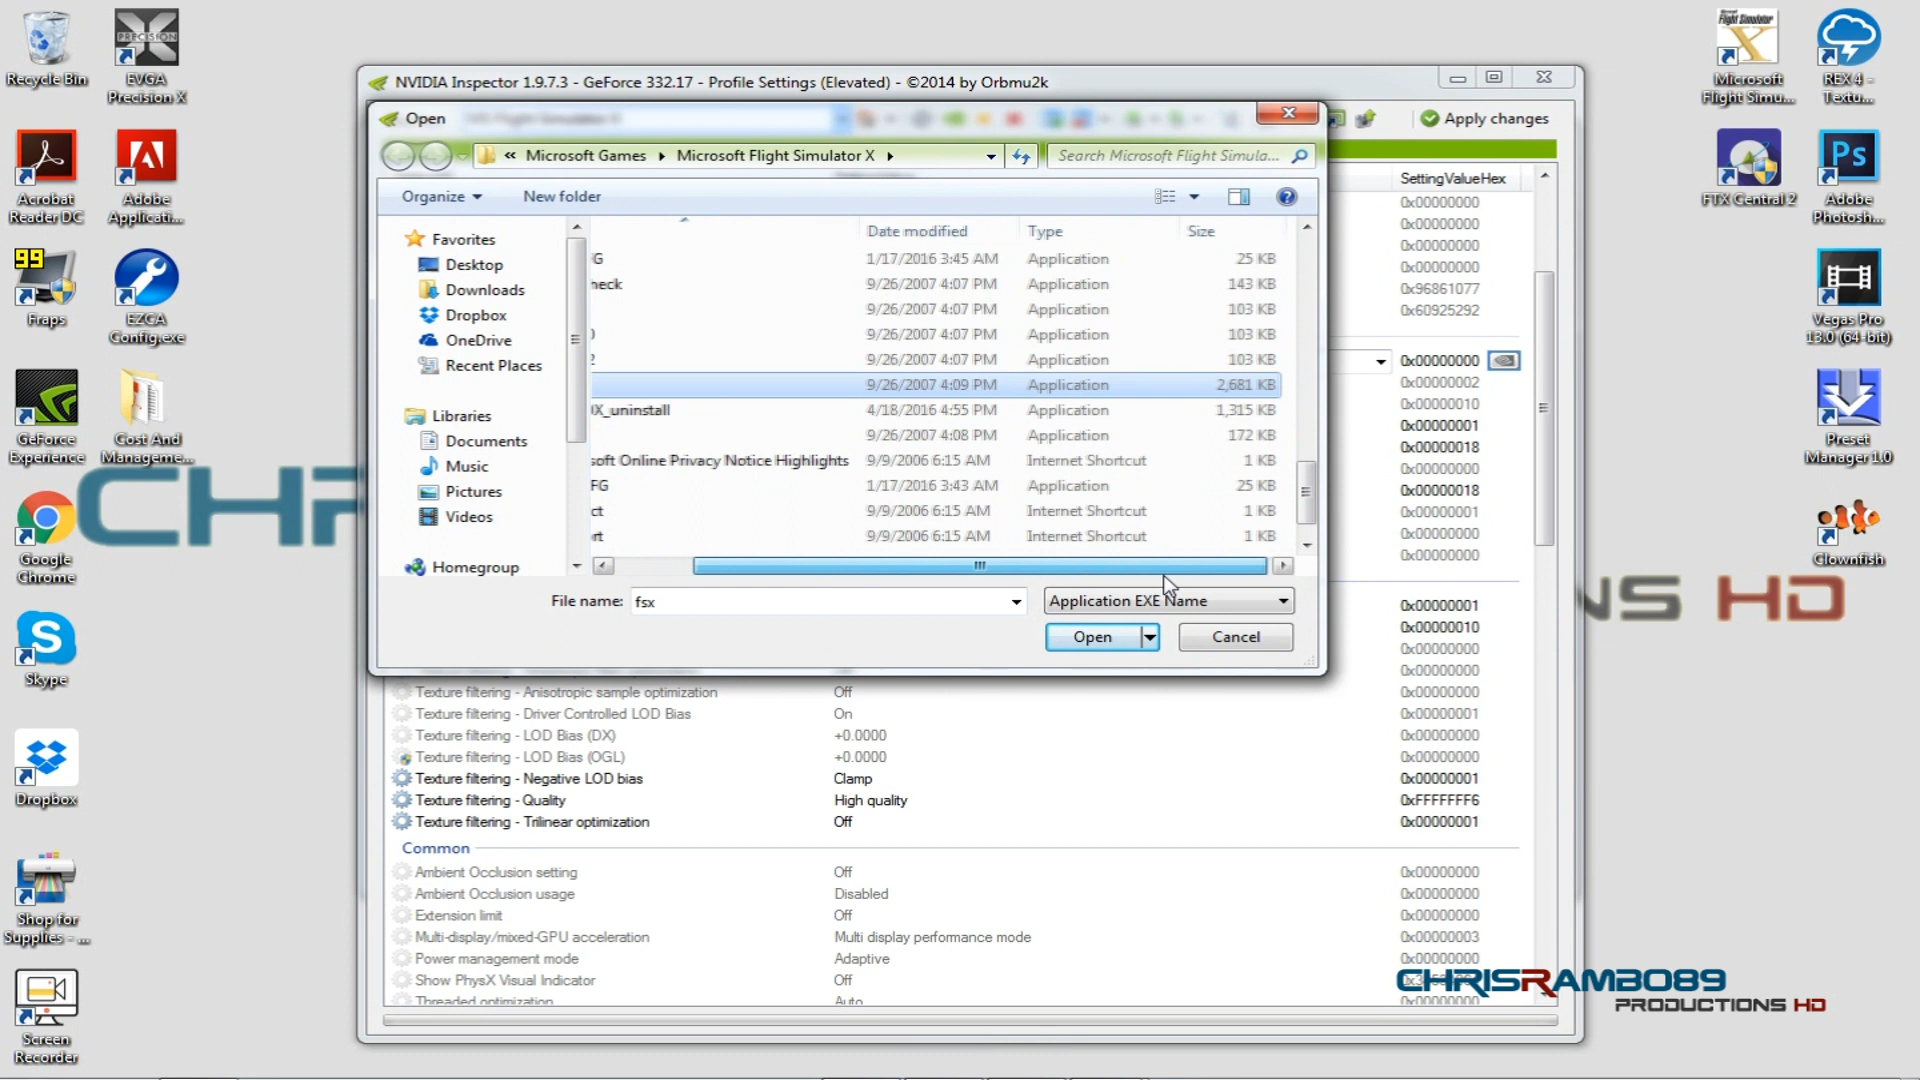 Recycle Bin
EVGA
Precision X
Acrobat
Reader DC
Adobe
Applicati...
99
Fraps
EZCA
Config.exe
GeForce
Experience
Cost And
Manageme...
Google
Chrome
Skype
Dropbox
Shop for
Supplies - ...
Screen
Recorder
NVIDIA Inspector 1.9.7.3 - GeForce 332.17 - Profile Settings (Elevated) - ©2014 by Orbmu2k
Apply changes
Open
« Microsoft Games Microsoft Flight Simulator X
Search Microsoft Flight Simula...
Organize New folder
Favorites
Desktop
Downloads
Dropbox
OneDrive
Recent Places
Libraries
Documents
Music
Pictures
Videos
Homegroup
Date modified Type Size
G 1/17/2016 3:45 AM Application 25 KB
heck 9/26/2007 4:07 PM Application 143 KB
9/26/2007 4:07 PM Application 103 KB
9/26/2007 4:07 PM Application 103 KB
2 9/26/2007 4:07 PM Application 103 KB
9/26/2007 4:09 PM Application 2,681 KB
X_uninstall 4/18/2016 4:55 PM Application 1,315 KB
9/26/2007 4:08 PM Application 172 KB
soft Online Privacy Notice Highlights 9/9/2006 6:15 AM Internet Shortcut 1 KB
FG 1/17/2016 3:43 AM Application 25 KB
ct 9/9/2006 6:15 AM Internet Shortcut 1 KB
rt 9/9/2006 6:15 AM Internet Shortcut 1 KB
File name: fsx Application EXE Name
Open Cancel
SettingValueHex
0x00000000
0x00000000
0x00000000
0x00000000
0x96861077
0x60925292
0x00000000
0x00000002
0x00000010
0x00000001
0x00000018
0x00000000
0x00000018
0x00000001
0x00000000
0x00000000
0x00000001
0x00000010
0x00000000
0x00000000
Texture filtering - Anisotropic sample optimization Off 0x00000000
Texture filtering - Driver Controlled LOD Bias On 0x00000001
Texture filtering - LOD Bias (DX) +0.0000 0x00000000
Texture filtering - LOD Bias (OGL) +0.0000 0x00000000
Texture filtering - Negative LOD bias Clamp 0x00000001
Texture filtering - Quality High quality 0xFFFFFFF6
Texture filtering - Trilinear optimization Off 0x00000001
Common
Ambient Occlusion setting Off 0x00000000
Ambient Occlusion usage Disabled 0x00000000
Extension limit Off 0x00000000
Multi-display/mixed-GPU acceleration Multi display performance mode 0x00000003
Power management mode Adaptive 0x00000000
Show PhysX Visual Indicator Off
Threaded optimization Auto 0x00000000
Microsoft
Flight Simu...
REX 4 -
Textu...
FTX Central 2
Adobe
Photosh...
Vegas Pro
13.0 (64-bit)
Preset
Manager 1.0
Clownfish
CHR
NS HD
CHRISRAMBO89
PRODUCTIONS HD